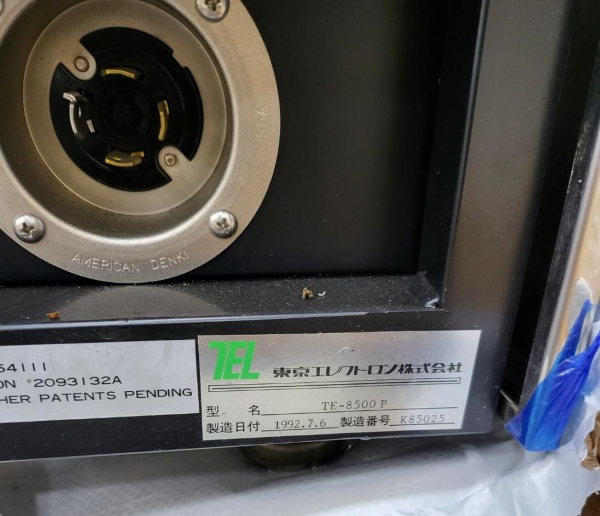 AMERICAN DENKI
64111
ON #2093132A
HER PATENTS PENDING
TEL 東京エレクトロン株式会社
型 名 TE-8500P
製造日付 1992.7.6 製造番号 K85025